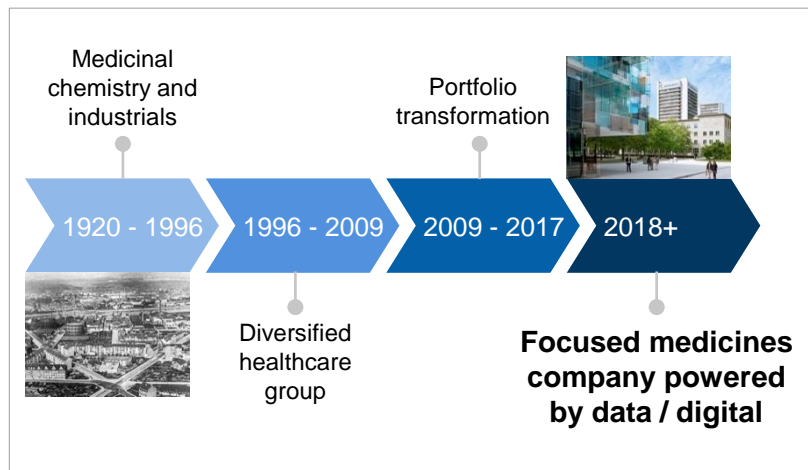 Medicinal
chemistry and
industrials
Portfolio
transformation
1920 - 1996
1996 - 2009
2009 - 2017
2018+
Diversified
healthcare
group
Focused medicines
company powered
by data / digital